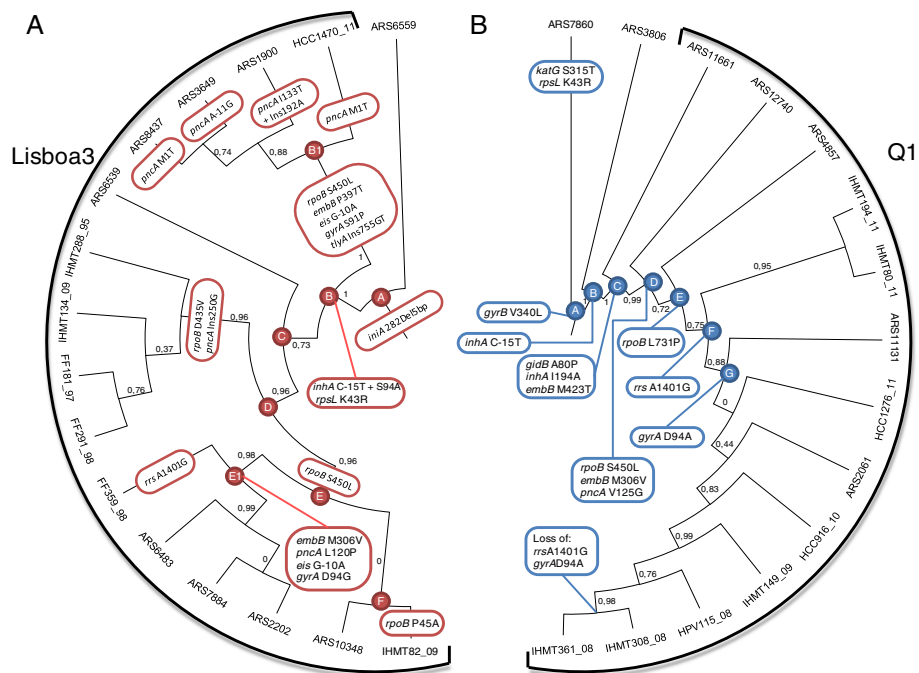 A
ARS6559
HCC1470_11
ARS1900
ARS3649
ARS8437
Lisboa3
ARS6539
IHMT288_95
IHMT134_09
FF181_97
FF291_98
FF359_98
ARS6483
ARS7884
ARS2202
ARS10348
IHMT82_09
pncA M1T
pncA A-11G
pncA I133T
+ Ins192A
pncA M1T
0,74
0,88
B1
rpoB S450L
embB P397T
eis G-10A
gyrA S91P
tlyA Ins755GT
1
B
1
A
iniA 282Del5bp
rpoB D435V
pncA Ins250G
0,96
C
0,73
0,37
0,76
inhA C-15T + S94A
rpsL K43R
0,96
D
0,96
rpoB S450L
rrs A1401G
0,98
E1
E
0,99
embB M306V
pncA L120P
eis G-10A
gyrA D94G
0
0
F
rpoB P45A
B
ARS7860
ARS3806
ARS11661
ARS12740
ARS4857
Q1
IHMT194_11
IHMT80_11
ARS11131
HCC1276_11
ARS2061
HCC916_10
IHMT149_09
HPV115_08
IHMT308_08
IHMT361_08
katG S315T
rpsL K43R
0,95
A
1
B
1
C
0,99
D
0,72
E
0,75
F
0,88
G
gyrB V340L
inhA C-15T
gidB A80P
inhA I194A
embB M423T
rpoB L731P
rrs A1401G
gyrA D94A
rpoB S450L
embB M306V
pncA V125G
0
0,44
0,83
0,99
0,76
0,98
Loss of:
rrsA1401G
gyrAD94A